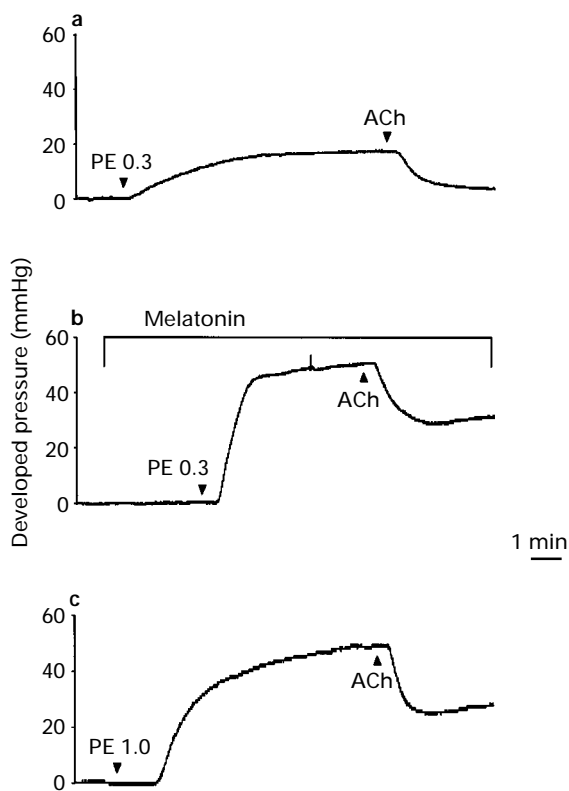 a
60
40
20
0
PE 0.3
ACh
Developed pressure (mmHg)
b
Melatonin
60
40
20
0
PE 0.3
ACh
1 min
c
60
40
20
0
PE 1.0
ACh